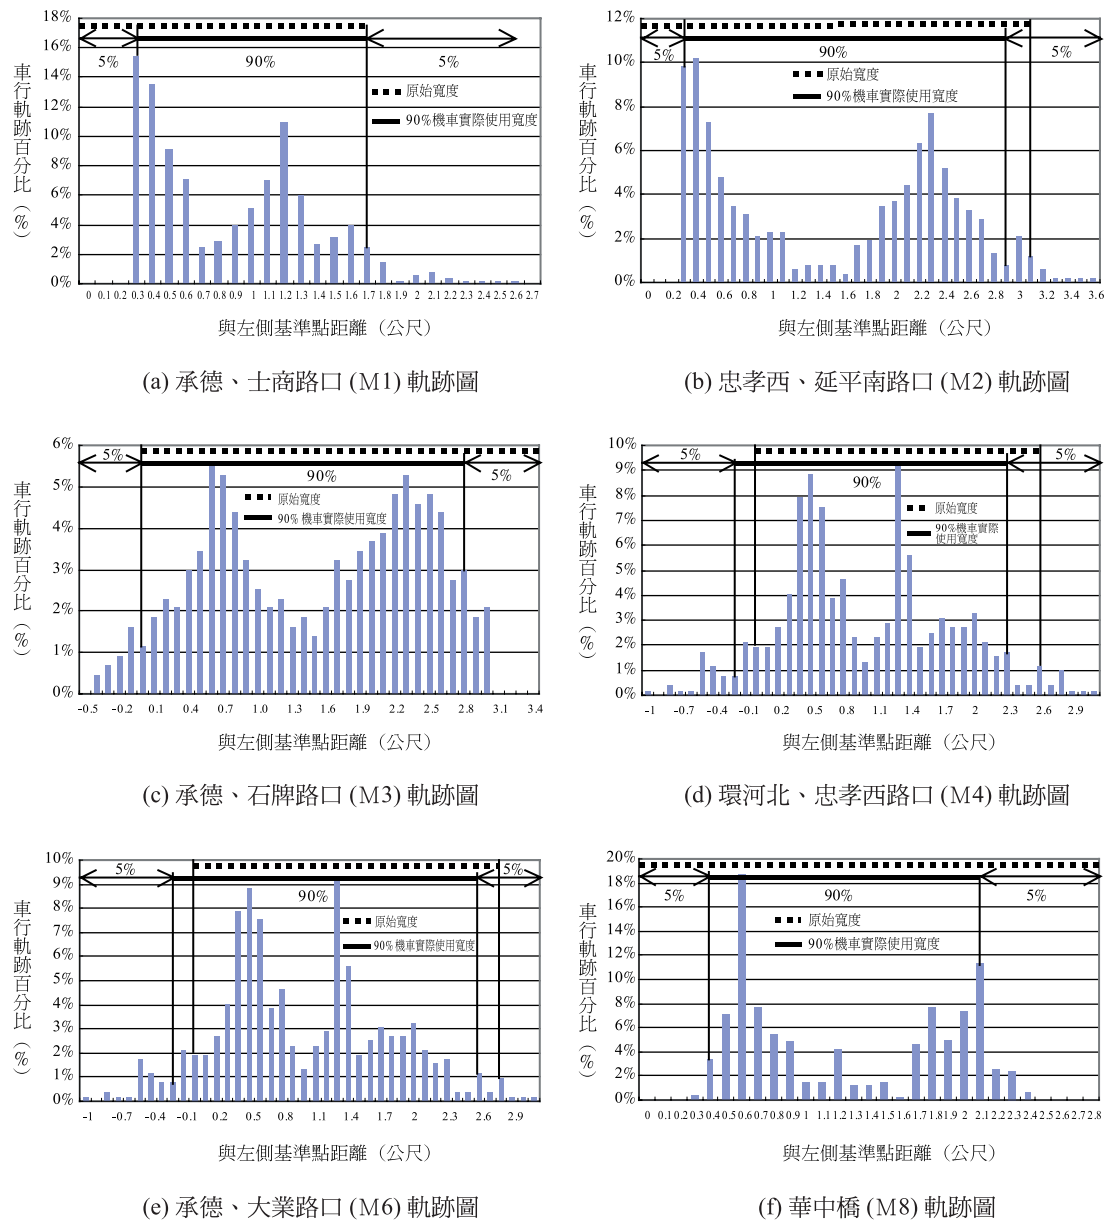 18%
16%
14%
12%
10%
8%
6%
4%
2%
0%
車行軌跡百分比（%）
5% 90% 5%
原始寬度
90%機車實際使用寬度
0 0.1 0.2 0.3 0.4 0.5 0.6 0.7 0.8 0.9 1 1.1 1.2 1.3 1.4 1.5 1.6 1.7 1.8 1.9 2 2.1 2.2 2.3 2.4 2.5 2.6 2.7
與左側基準點距離（公尺）
(a) 承德、士商路口 (M1) 軌跡圖
12%
10%
8%
6%
4%
2%
0%
車行軌跡百分比（%）
5% 90% 5%
原始寬度
90%機車實際使用寬度
0 0.2 0.4 0.6 0.8 1 1.2 1.4 1.6 1.8 2 2.2 2.4 2.6 2.8 3 3.2 3.4 3.6
與左側基準點距離（公尺）
(b) 忠孝西、延平南路口 (M2) 軌跡圖
6%
5%
4%
3%
2%
1%
0%
車行軌跡百分比（%）
5% 90% 5%
原始寬度
90%機車實際使用寬度
-0.5 -0.2 0.1 0.4 0.7 1.0 1.3 1.6 1.9 2.2 2.5 2.8 3.1 3.4
與左側基準點距離（公尺）
(c) 承德、石牌路口 (M3) 軌跡圖
10%
9%
8%
7%
6%
5%
4%
3%
2%
1%
0%
車行軌跡百分比（%）
5% 90% 5%
原始寬度
90%機車實際
使用寬度
-1 -0.7 -0.4 -0.1 0.2 0.5 0.8 1.1 1.4 1.7 2 2.3 2.6 2.9
與左側基準點距離（公尺）
(d) 環河北、忠孝西路口 (M4) 軌跡圖
10%
9%
8%
7%
6%
5%
4%
3%
2%
1%
0%
車行軌跡百分比（%）
5% 90% 5%
原始寬度
90%機車實際使用寬度
-1 -0.7 -0.4 -0.1 0.2 0.5 0.8 1.1 1.4 1.7 2 2.3 2.6 2.9
與左側基準點距離（公尺）
(e) 承德、大業路口 (M6) 軌跡圖
20%
18%
16%
14%
12%
10%
8%
6%
4%
2%
0%
車行軌跡百分比（%）
5% 90% 5%
原始寬度
90%機車實際使用寬度
0 0.1 0.2 0.3 0.4 0.5 0.6 0.7 0.8 0.9 1 1.1 1.2 1.3 1.4 1.5 1.6 1.7 1.8 1.9 2 2.1 2.2 2.3 2.4 2.5 2.6 2.7 2.8
與左側基準點距離（公尺）
(f) 華中橋 (M8) 軌跡圖